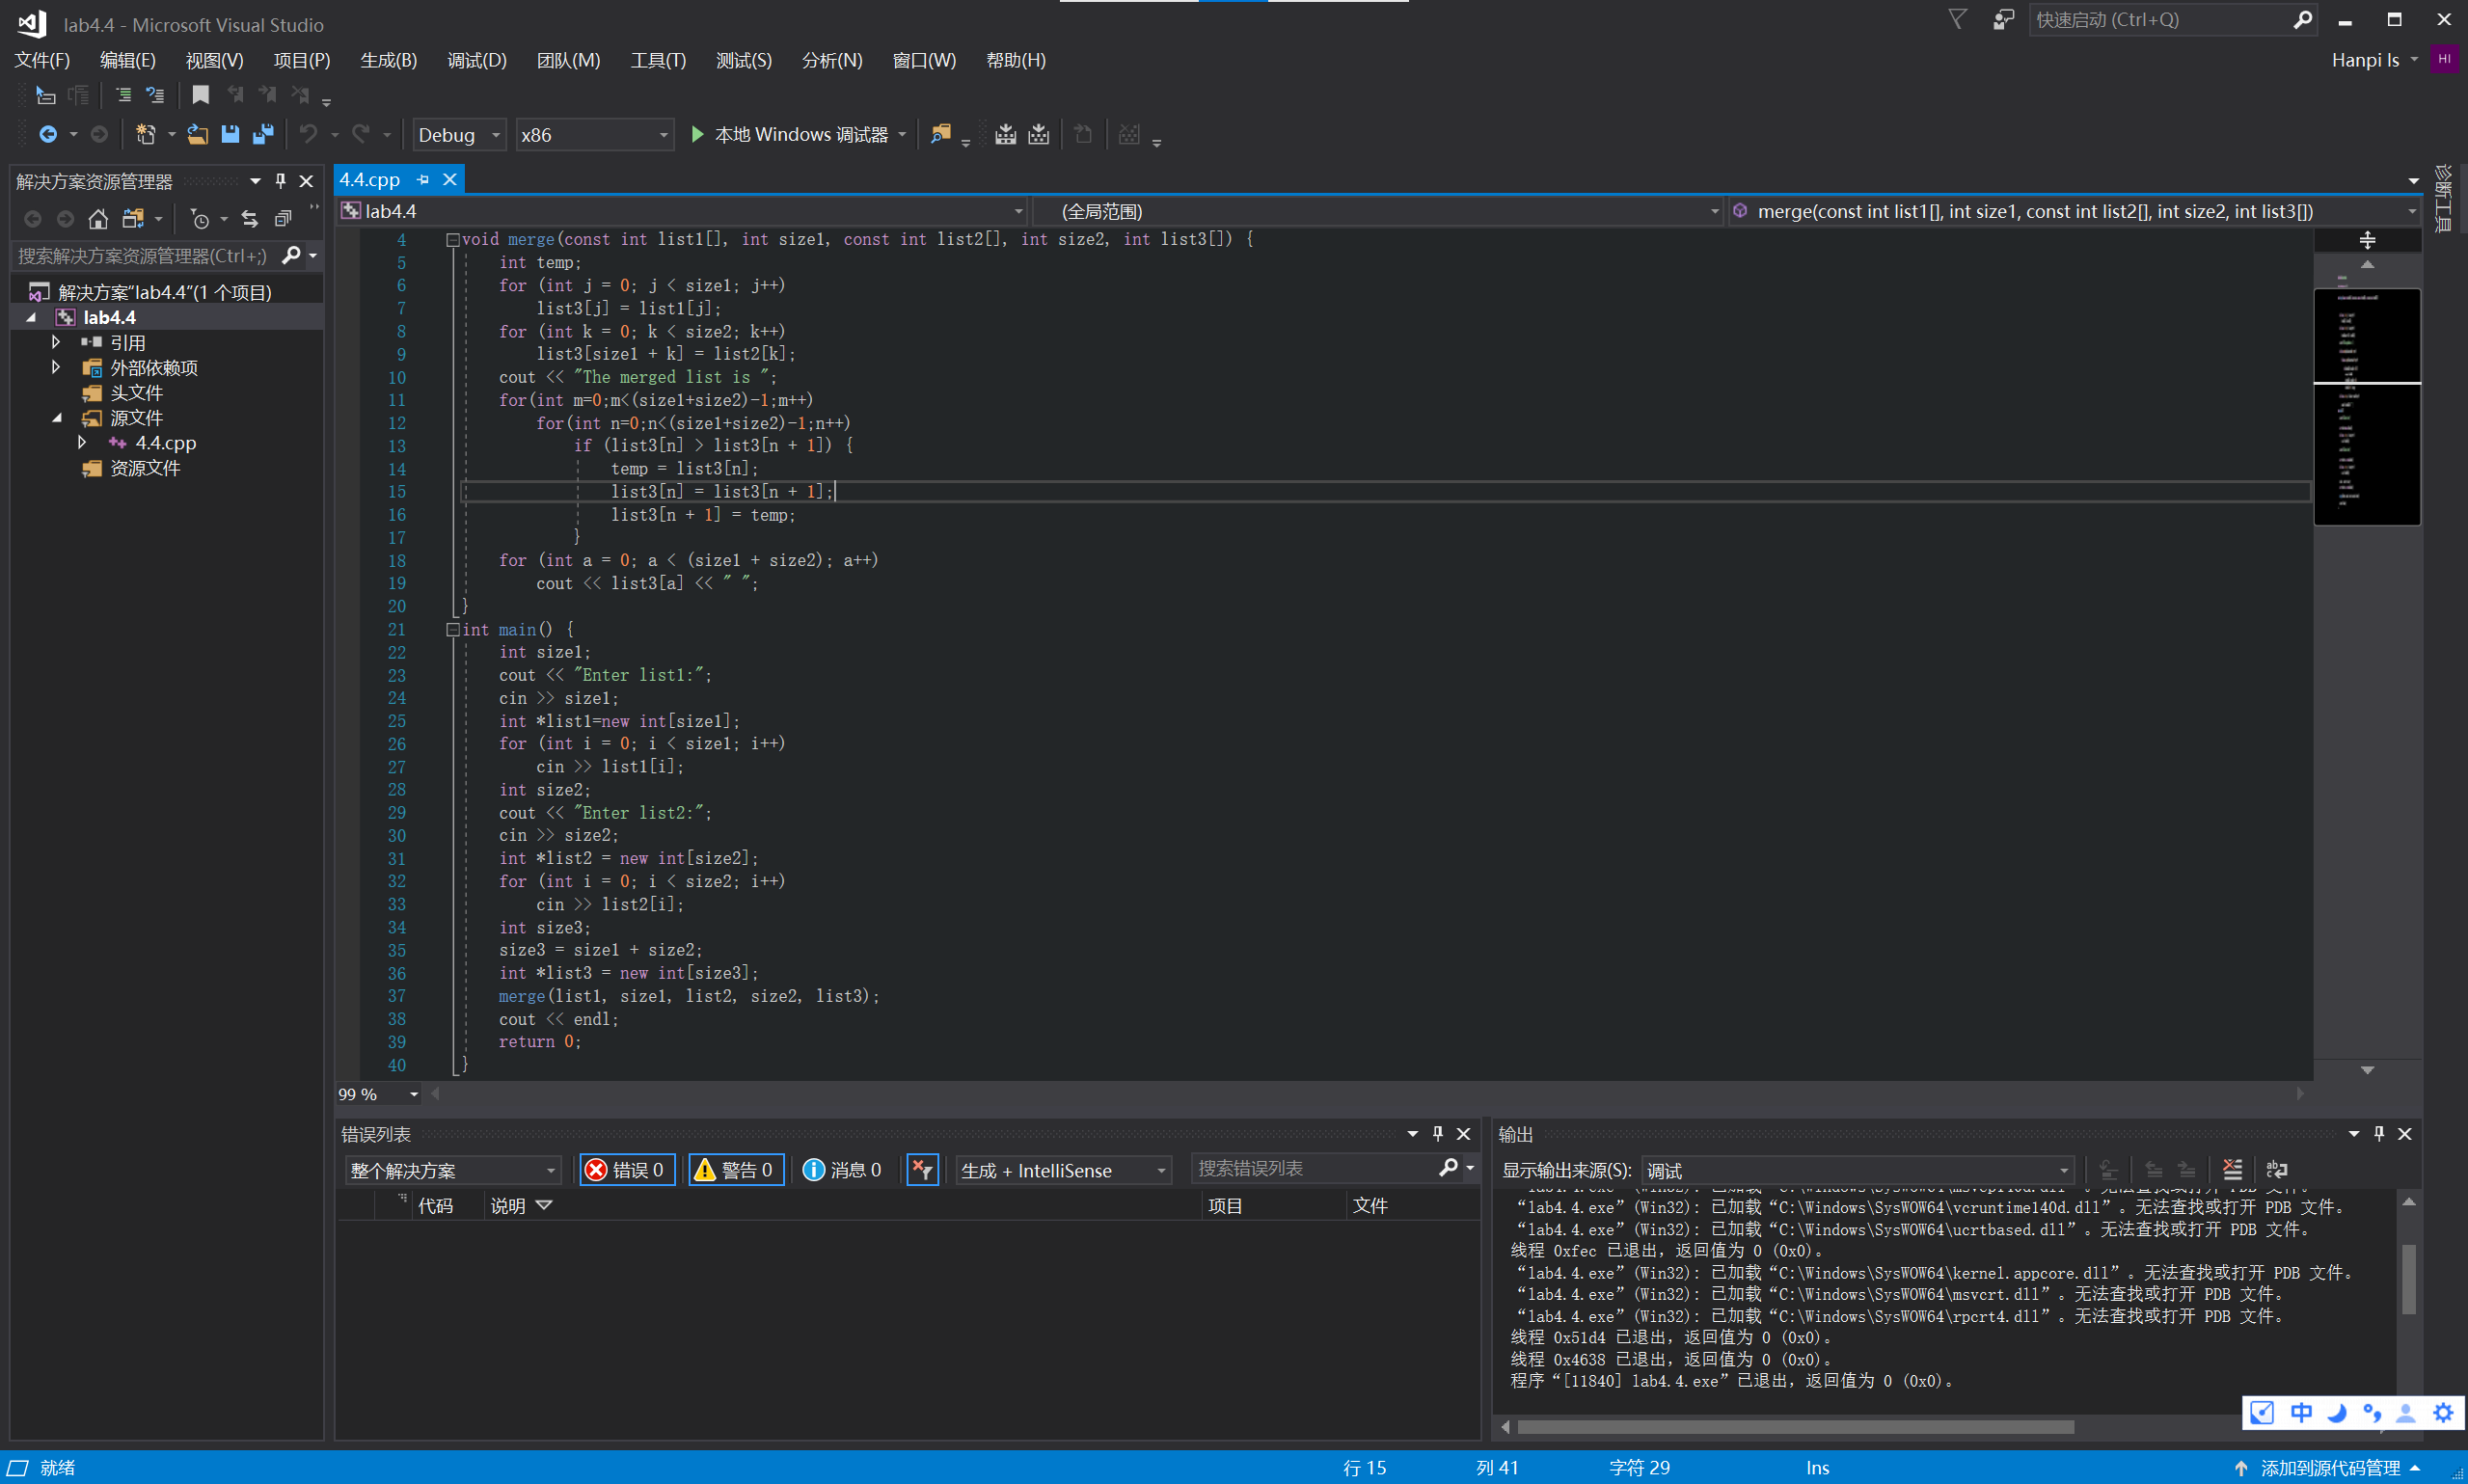 lab4.4 - Microsoft Visual Studio
快速启动 (Ctrl+Q)
文件(F) 编辑(E) 视图(V) 项目(P) 生成(B) 调试(D) 团队(M) 工具(T) 测试(S) 分析(N) 窗口(W) 帮助(H)
Hanpi Is HI
Debug x86 本地 Windows 调试器
解决方案资源管理器
搜索解决方案资源管理器(Ctrl+;)
解决方案“lab4.4”(1 个项目)
lab4.4
引用
外部依赖项
头文件
源文件
4.4.cpp
资源文件
4.4.cpp
诊断工具
lab4.4 (全局范围) merge(const int list1[], int size1, const int list2[], int size2, int list3[])
4 void merge(const int list1[], int size1, const int list2[], int size2, int list3[]) {
5 int temp;
6 for (int j = 0; j < size1; j++)
7 list3[j] = list1[j];
8 for (int k = 0; k < size2; k++)
9 list3[size1 + k] = list2[k];
10 cout << "The merged list is ";
11 for(int m=0;m<(size1+size2)-1;m++)
12 for(int n=0;n<(size1+size2)-1;n++)
13 if (list3[n] > list3[n + 1]) {
14 temp = list3[n];
15 list3[n] = list3[n + 1];
16 list3[n + 1] = temp;
17 }
18 for (int a = 0; a < (size1 + size2); a++)
19 cout << list3[a] << " ";
20 }
21 int main() {
22 int size1;
23 cout << "Enter list1:";
24 cin >> size1;
25 int *list1=new int[size1];
26 for (int i = 0; i < size1; i++)
27 cin >> list1[i];
28 int size2;
29 cout << "Enter list2:";
30 cin >> size2;
31 int *list2 = new int[size2];
32 for (int i = 0; i < size2; i++)
33 cin >> list2[i];
34 int size3;
35 size3 = size1 + size2;
36 int *list3 = new int[size3];
37 merge(list1, size1, list2, size2, list3);
38 cout << endl;
39 return 0;
40 }
99 %
错误列表
整个解决方案 错误 0 警告 0 消息 0 生成 + IntelliSense 搜索错误列表
代码 说明 项目 文件
输出
显示输出来源(S): 调试
“lab4.4.exe”(Win32): 已加载“C:\Windows\SysWOW64\msvcp140d.dll”。无法查找或打开 PDB 文件。
“lab4.4.exe”(Win32): 已加载“C:\Windows\SysWOW64\vcruntime140d.dll”。无法查找或打开 PDB 文件。
“lab4.4.exe”(Win32): 已加载“C:\Windows\SysWOW64\ucrtbased.dll”。无法查找或打开 PDB 文件。
线程 0xfec 已退出，返回值为 0 (0x0)。
“lab4.4.exe”(Win32): 已加载“C:\Windows\SysWOW64\kernel.appcore.dll”。无法查找或打开 PDB 文件。
“lab4.4.exe”(Win32): 已加载“C:\Windows\SysWOW64\msvcrt.dll”。无法查找或打开 PDB 文件。
“lab4.4.exe”(Win32): 已加载“C:\Windows\SysWOW64\rpcrt4.dll”。无法查找或打开 PDB 文件。
线程 0x51d4 已退出，返回值为 0 (0x0)。
线程 0x4638 已退出，返回值为 0 (0x0)。
程序“[11840] lab4.4.exe”已退出，返回值为 0 (0x0)。
中
就绪 行 15 列 41 字符 29 Ins 添加到源代码管理